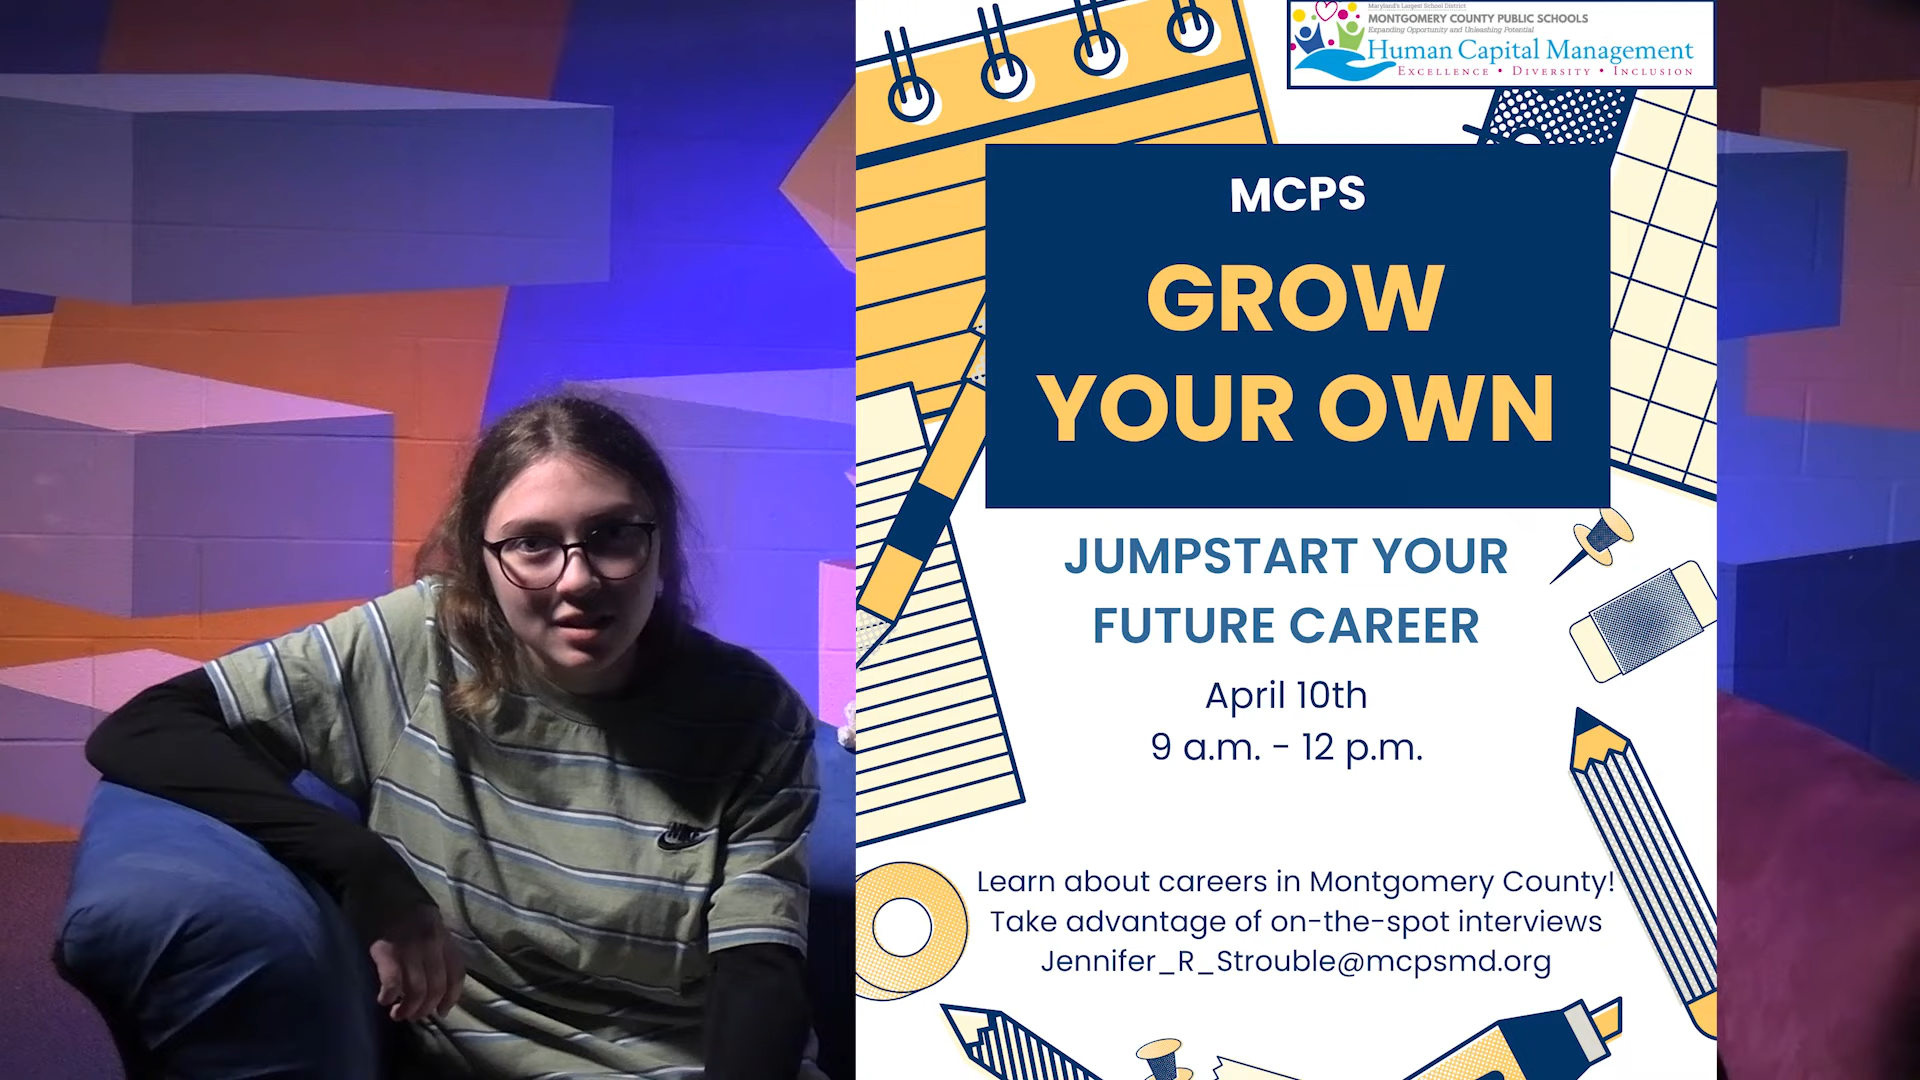 Maryland's Largest School District
MONTGOMERY COUNTY PUBLIC SCHOOLS
Expanding Opportunity and Unleashing Potential
Human Capital Management
EXCELLENCE • DIVERSITY • INCLUSION
MCPS
GROW
YOUR OWN
JUMPSTART YOUR
FUTURE CAREER
April 10th
9 a.m. - 12 p.m.
Learn about careers in Montgomery County!
Take advantage of on-the-spot interviews
Jennifer_R_Strouble@mcpsmd.org
NIKE